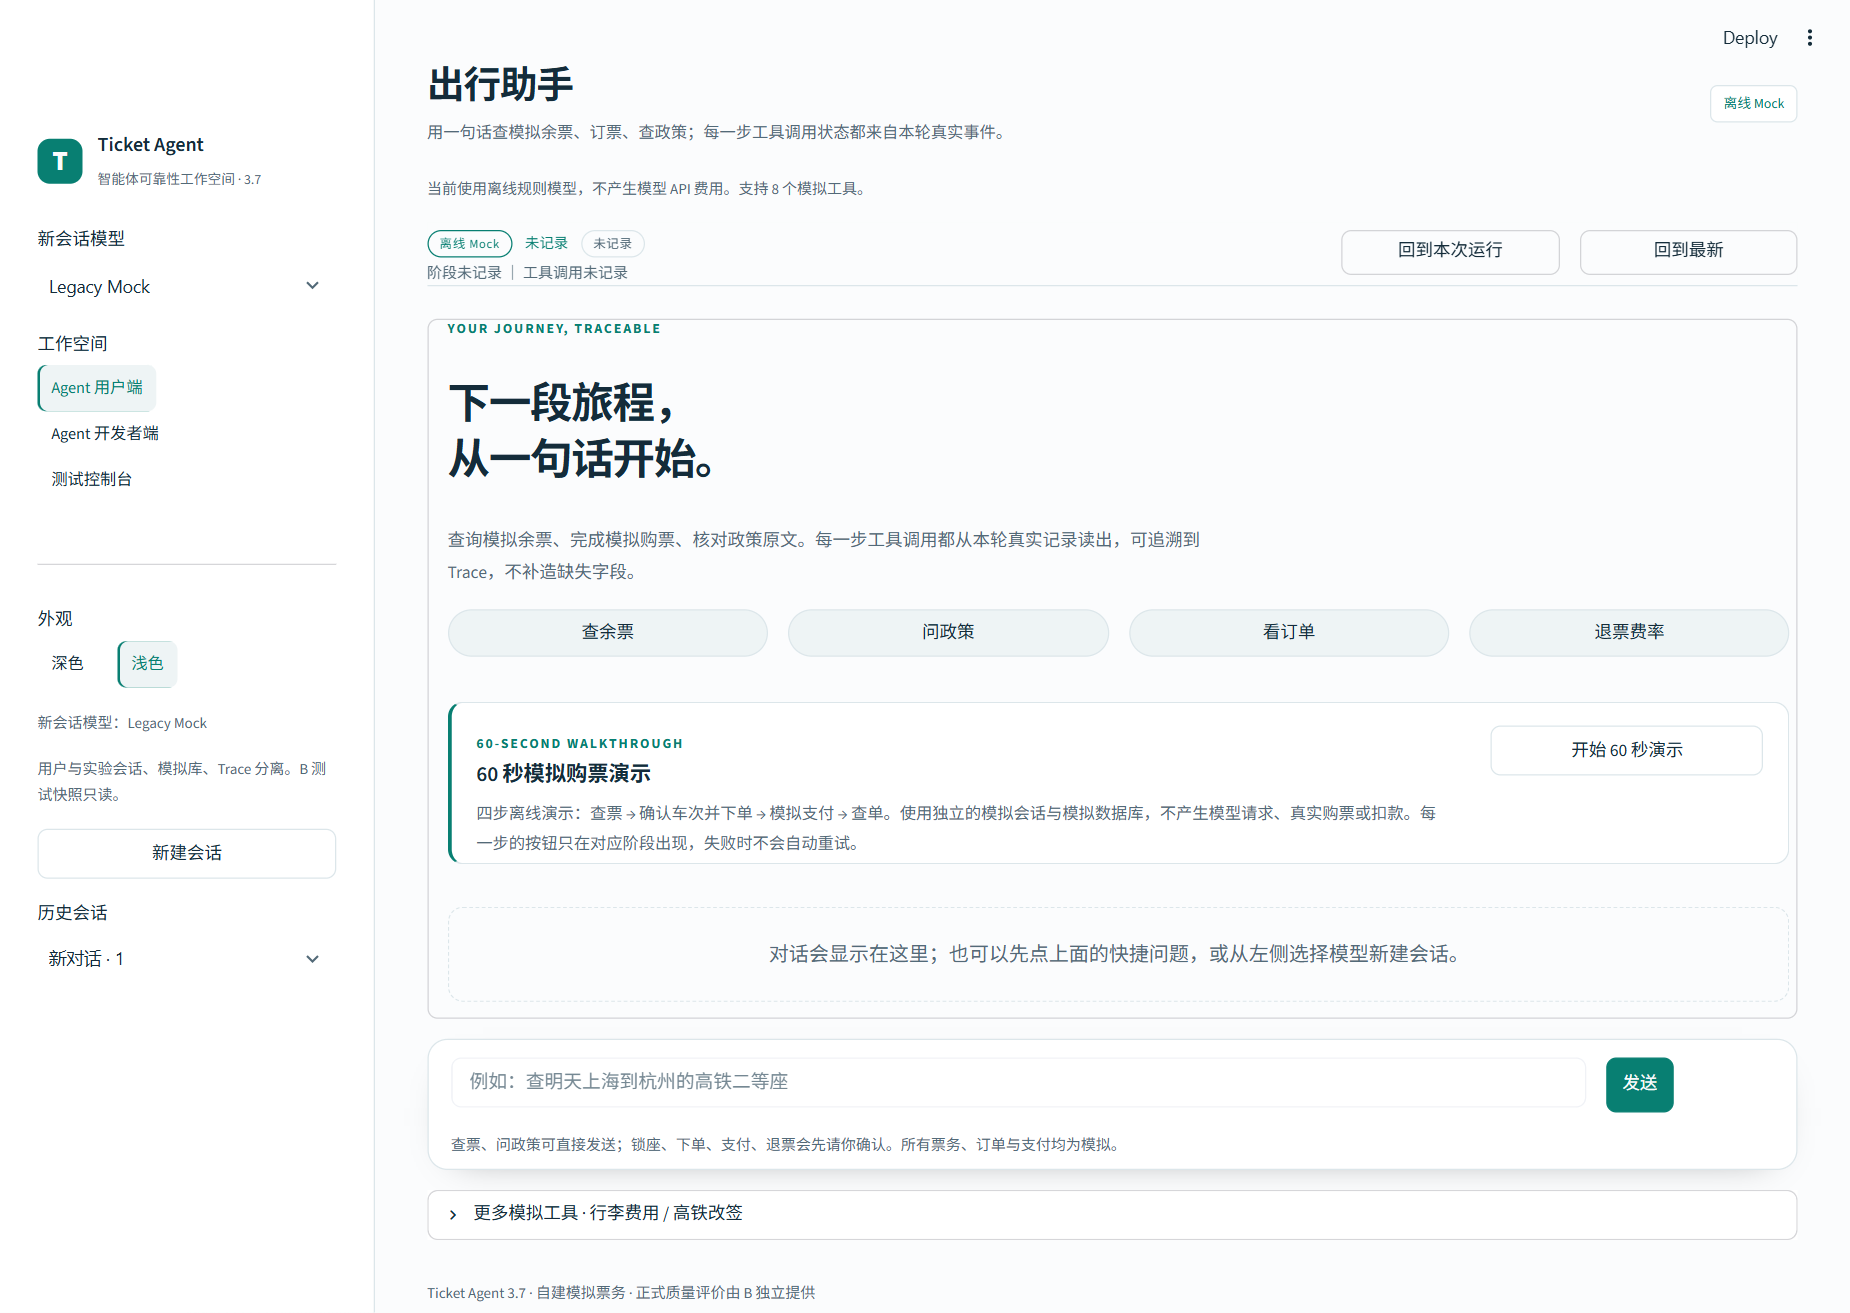 Deploy
T
Ticket Agent
智能体可靠性工作空间 · 3.7
新会话模型
Legacy Mock
工作空间
Agent 用户端
Agent 开发者端
测试控制台
外观
深色
浅色
新会话模型：Legacy Mock
用户与实验会话、模拟库、Trace 分离。B 测
试快照只读。
新建会话
历史会话
新对话 · 1
出行助手
离线 Mock
用一句话查模拟余票、订票、查政策；每一步工具调用状态都来自本轮真实事件。
当前使用离线规则模型，不产生模型 API 费用。支持 8 个模拟工具。
离线 Mock
未记录
未记录
阶段未记录 | 工具调用未记录
回到本次运行
回到最新
YOUR JOURNEY, TRACEABLE
下一段旅程，
从一句话开始。
查询模拟余票、完成模拟购票、核对政策原文。每一步工具调用都从本轮真实记录读出，可追溯到
Trace，不补造缺失字段。
查余票
问政策
看订单
退票费率
60-SECOND WALKTHROUGH
60 秒模拟购票演示
四步离线演示：查票 → 确认车次并下单 → 模拟支付 → 查单。使用独立的模拟会话与模拟数据库，不产生模型请求、真实购票或扣款。每
一步的按钮只在对应阶段出现，失败时不会自动重试。
开始 60 秒演示
对话会显示在这里；也可以先点上面的快捷问题，或从左侧选择模型新建会话。
例如：查明天上海到杭州的高铁二等座
发送
查票、问政策可直接发送；锁座、下单、支付、退票会先请你确认。所有票务、订单与支付均为模拟。
更多模拟工具 · 行李费用 / 高铁改签
Ticket Agent 3.7 · 自建模拟票务 · 正式质量评价由 B 独立提供